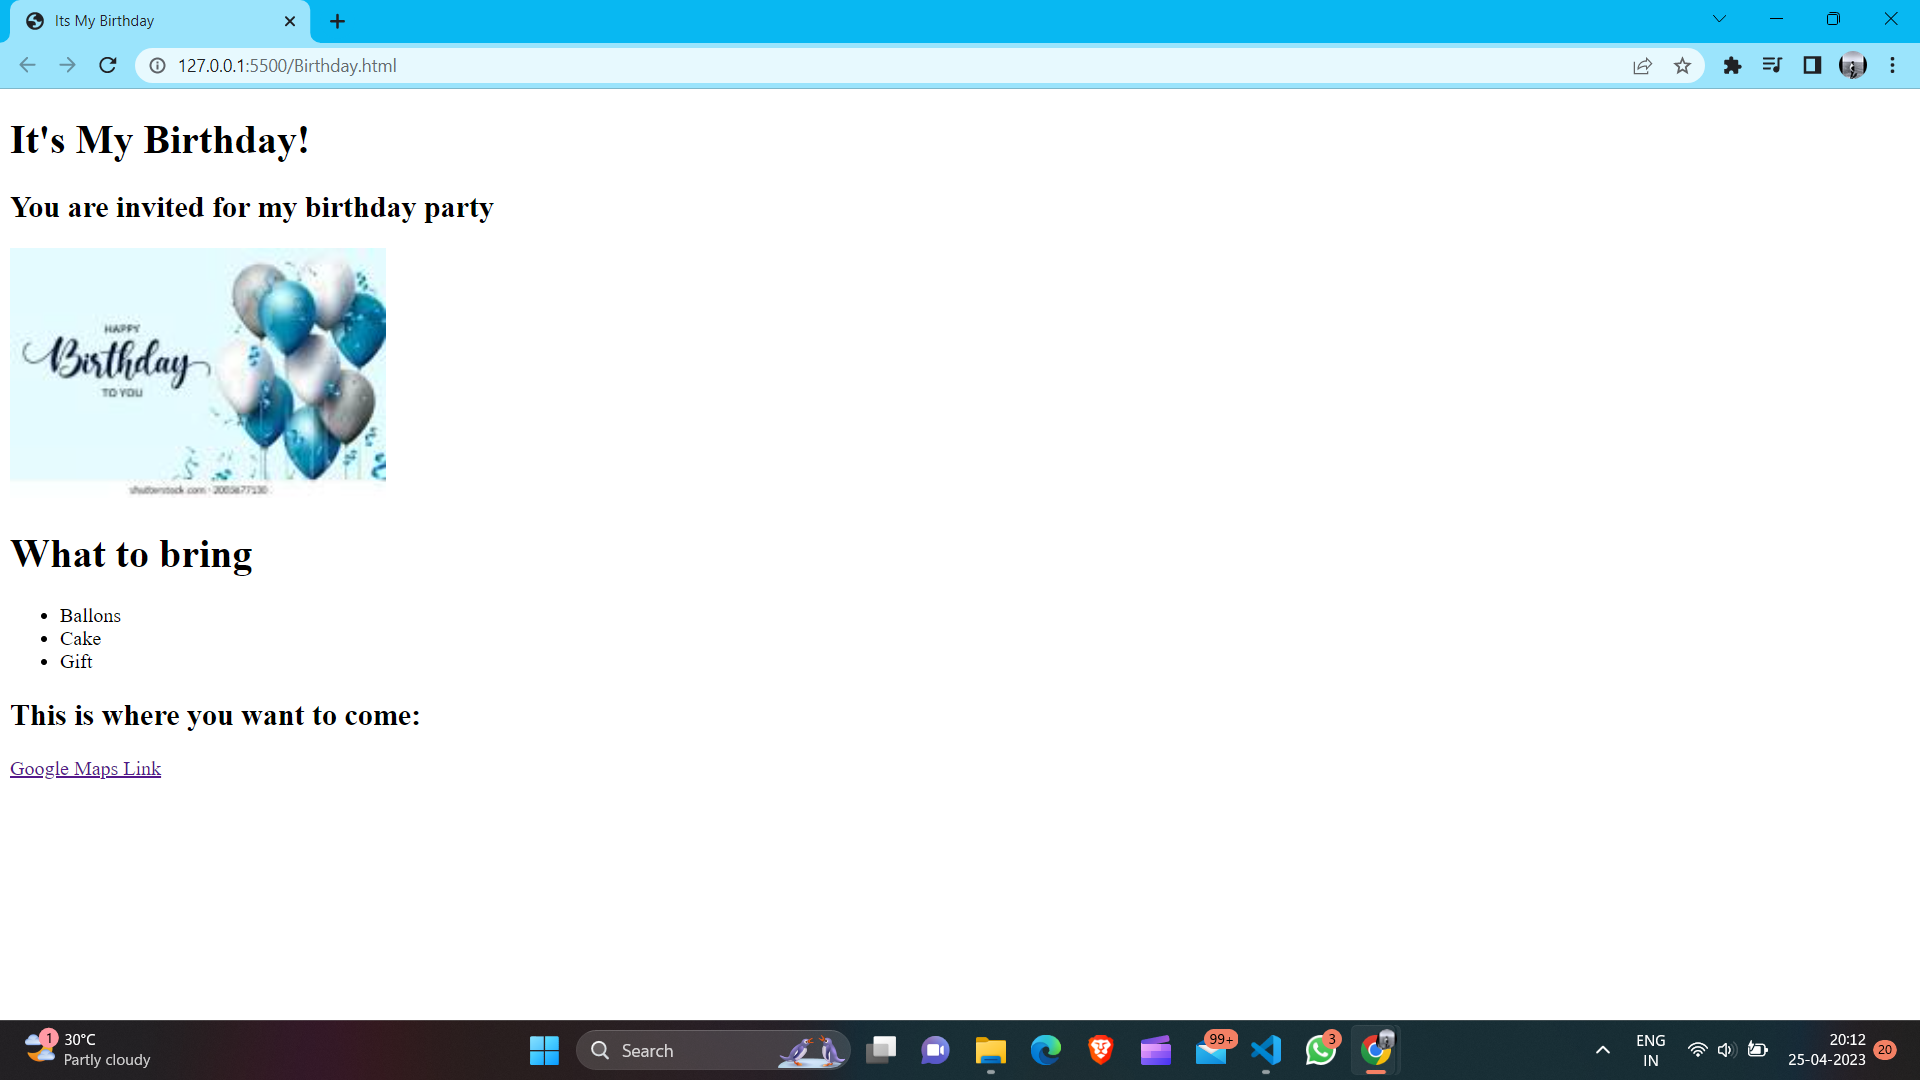 Its My Birthday
127.0.0.1:5500/Birthday.html
It's My Birthday!
You are invited for my birthday party
HAPPY
Birthday
TO YOU
shutterstock.com · 2003677130
What to bring
Ballons
Cake
Gift
This is where you want to come:
Google Maps Link
1
30°C
Partly cloudy
Search
99+
3
ENG
IN
20:12
25-04-2023
20